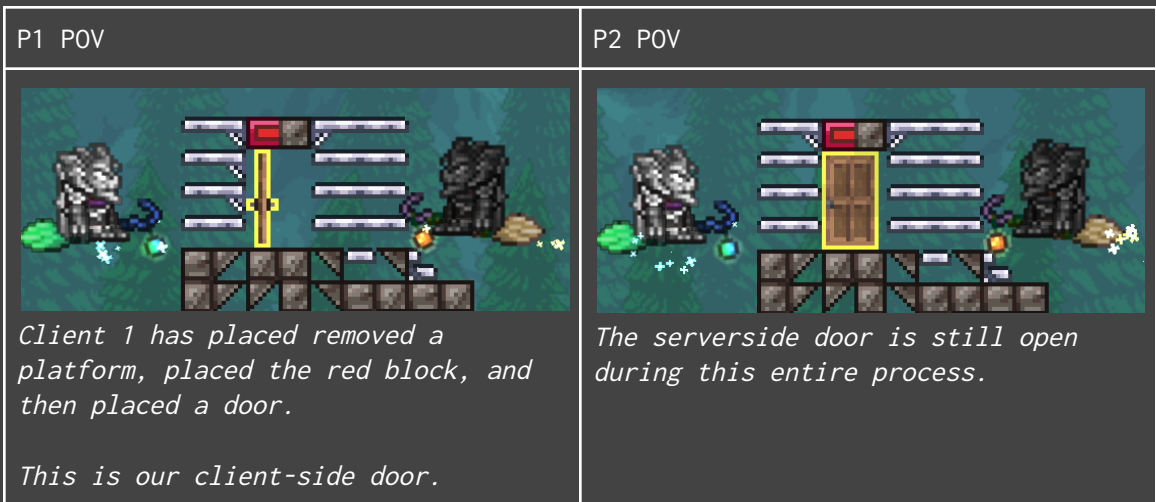 P1 POV
P2 POV
Client 1 has placed removed a
platform, placed the red block, and
then placed a door.
This is our client-side door.
The serverside door is still open
during this entire process.